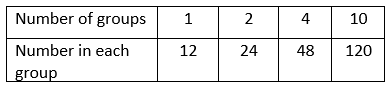 Number of groups 1 2 4 10
Number in each 12 24 48 120
group